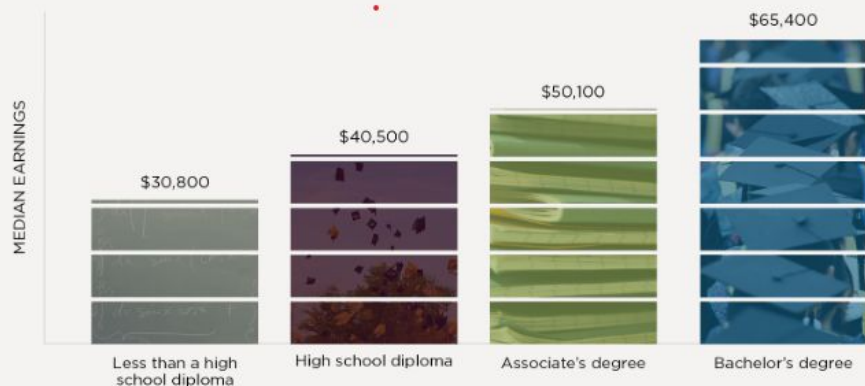 $65,400
$50,100
$40,500
$30,800
MEDIAN EARNINGS
Less than a high
school diploma
High school diploma
Associate's degree
Bachelor's degree